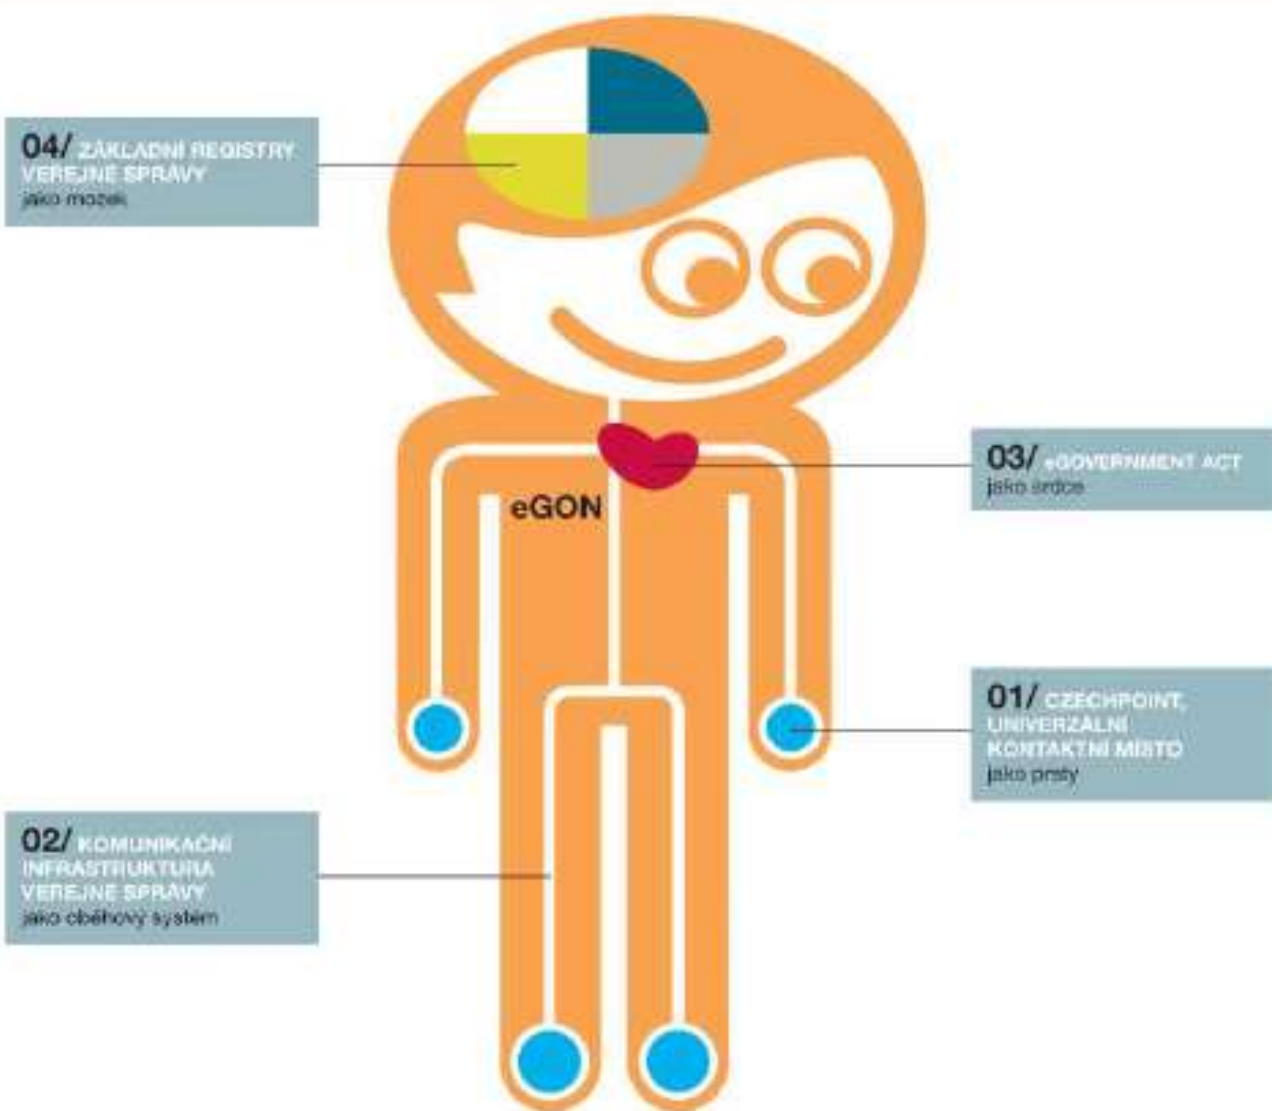 04/ ZÁKLADNÍ REGISTRY
VEŘEJNÉ SPRÁVY
jako mozek
03/ eGOVERNMENT ACT
jako srdce
eGON
01/ CZECHPOINT,
UNIVERZÁLNÍ
KONTAKTNÍ MÍSTO
jako prsty
02/ KOMUNIKAČNÍ
INFRASTRUKTURA
VEŘEJNÉ SPRÁVY
jako oběhový systém